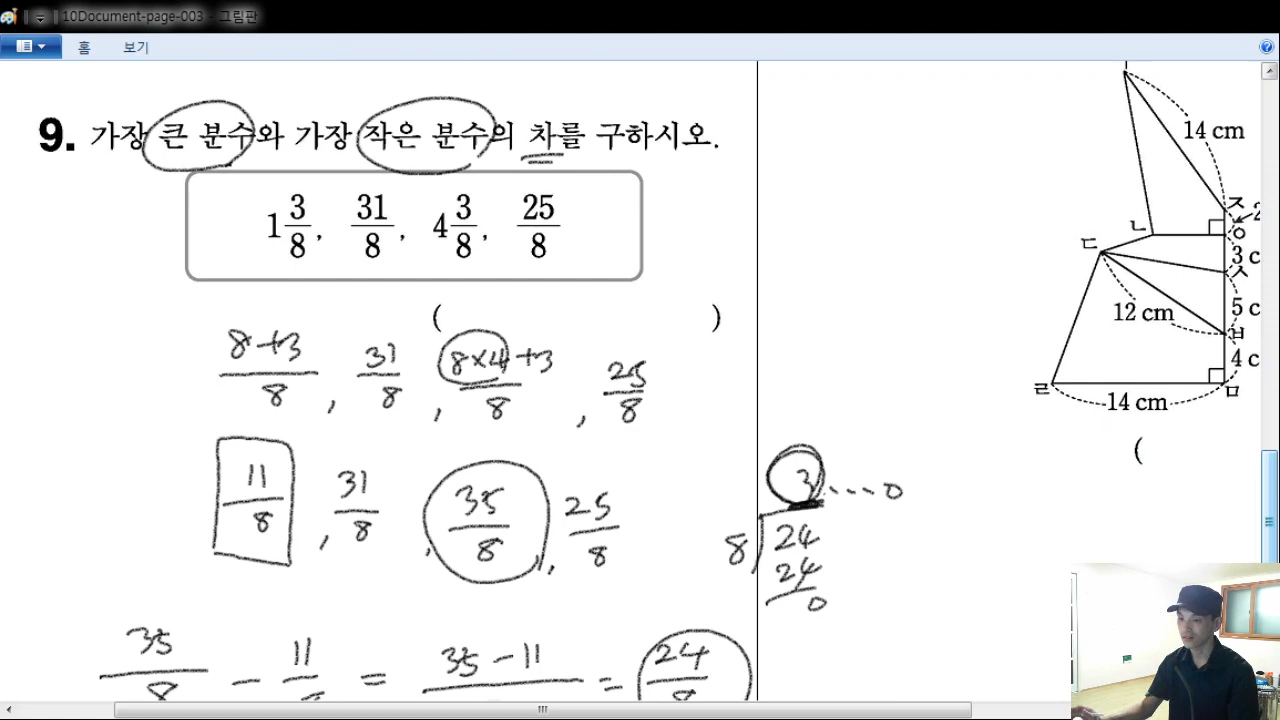 10Document-page-003 - 그림판
홈 보기
9. 가장 큰 분수와 가장 작은 분수의 차를 구하시오.
1 3/8, 31/8, 4 3/8, 25/8
( )
8+3/8, 31/8, 8×4+3/8, 25/8
11/8, 31/8, 35/8, 25/8
35/8 - 11/ = 35-11/ = 24/8
3....0
8 24
24
0
14 cm
ㅈ
ㄴ ㅇ
ㄷ 3 c
ㅅ
12 cm 5 c
ㅂ
4 c
ㄹ ㅁ
14 cm
(